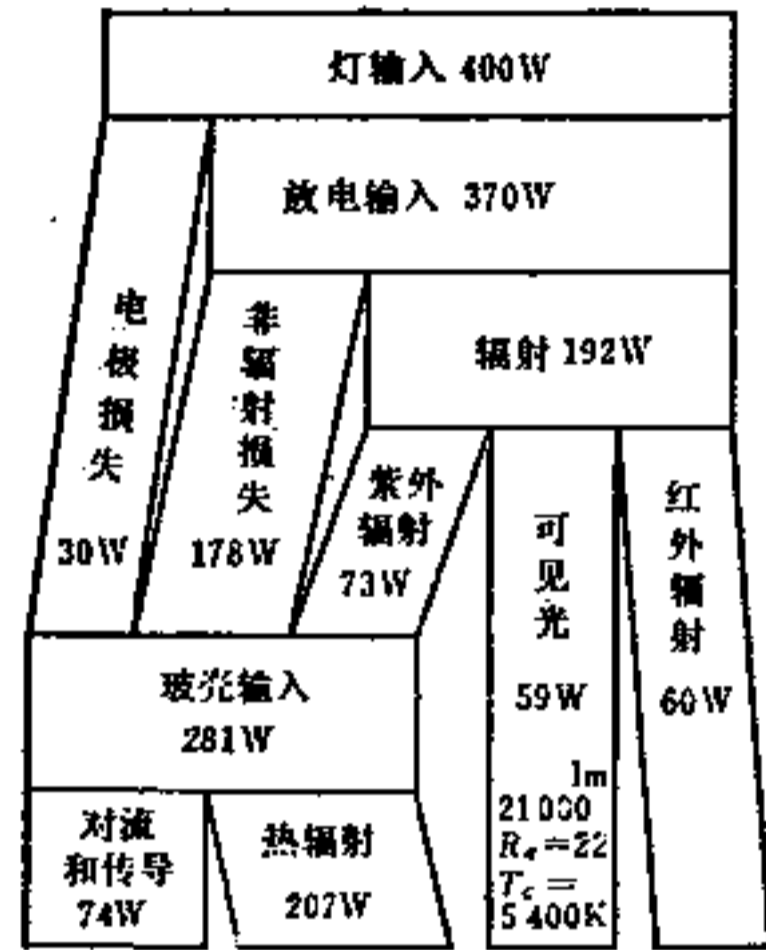 灯输入 400W
放电输入 370W
电极损失
30W
非辐射损失
178W
辐射 192W
紫外
辐射
73W
可见光
59W
lm
21000
Rₐ=22
T_c=
5400K
红外辐射
60W
玻壳输入
281W
对流
和传导
74W
热辐射
207W